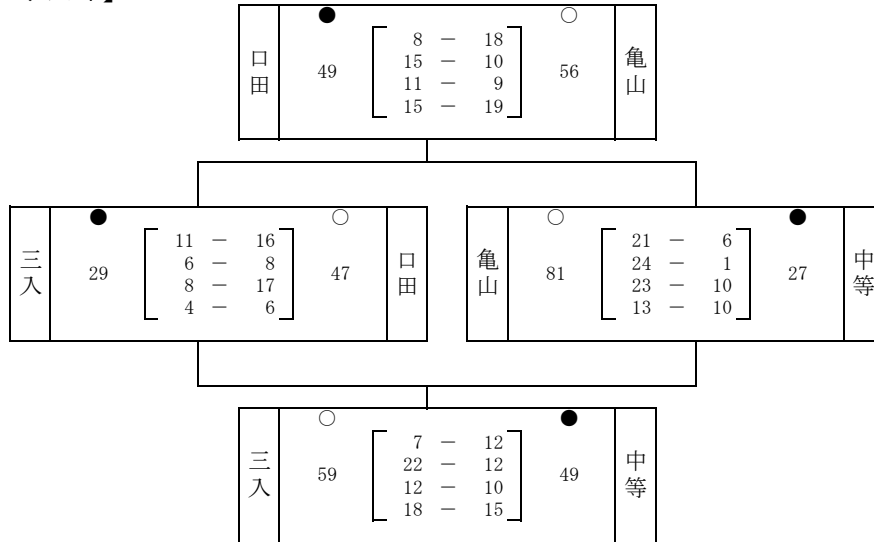 ● ○
口田 49 8 － 18 56 亀山
15 － 10
11 － 9
15 － 19
● ○
三入 29 11 － 16 47 口田
6 － 8
8 － 17
4 － 6
○ ●
亀山 81 21 － 6 27 中等
24 － 1
23 － 10
13 － 10
○ ●
三入 59 7 － 12 49 中等
22 － 12
12 － 10
18 － 15